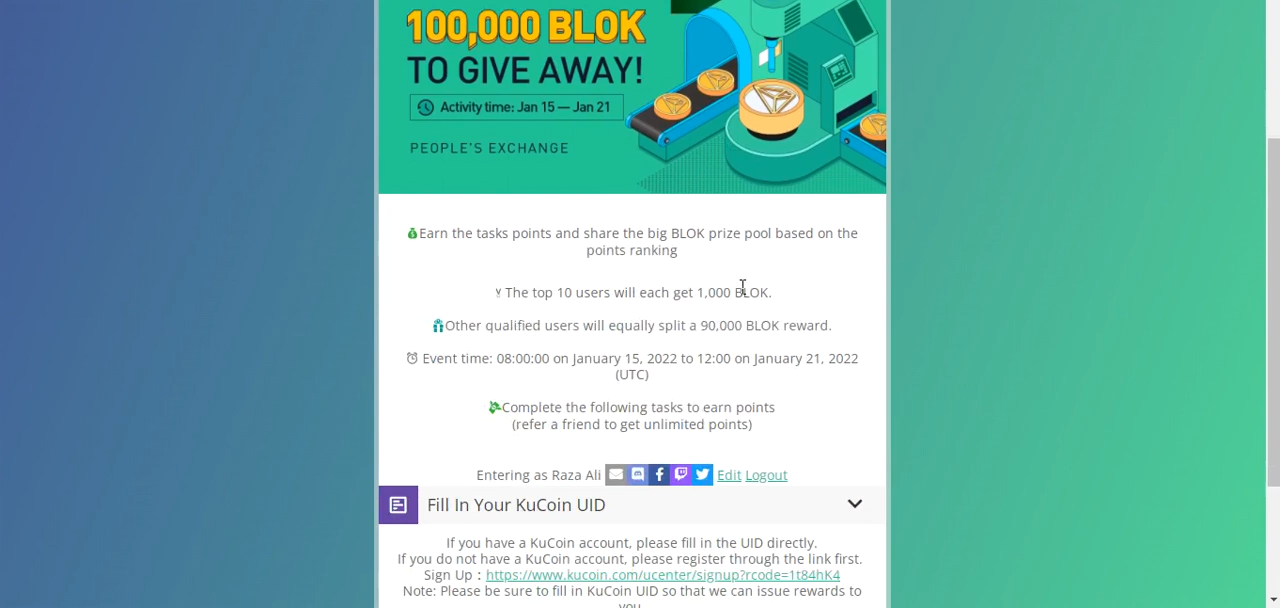 100,000 BLOK
TO GIVE AWAY!
Activity time: Jan 15 — Jan 21
PEOPLE'S EXCHANGE
Earn the tasks points and share the big BLOK prize pool based on the
points ranking
The top 10 users will each get 1,000 BLOK.
Other qualified users will equally split a 90,000 BLOK reward.
Event time: 08:00:00 on January 15, 2022 to 12:00 on January 21, 2022
(UTC)
Complete the following tasks to earn points
(refer a friend to get unlimited points)
Entering as Raza Ali Edit Logout
Fill In Your KuCoin UID
If you have a KuCoin account, please fill in the UID directly.
If you do not have a KuCoin account, please register through the link first.
Sign Up：https://www.kucoin.com/ucenter/signup?rcode=1t84hK4
Note: Please be sure to fill in KuCoin UID so that we can issue rewards to
you